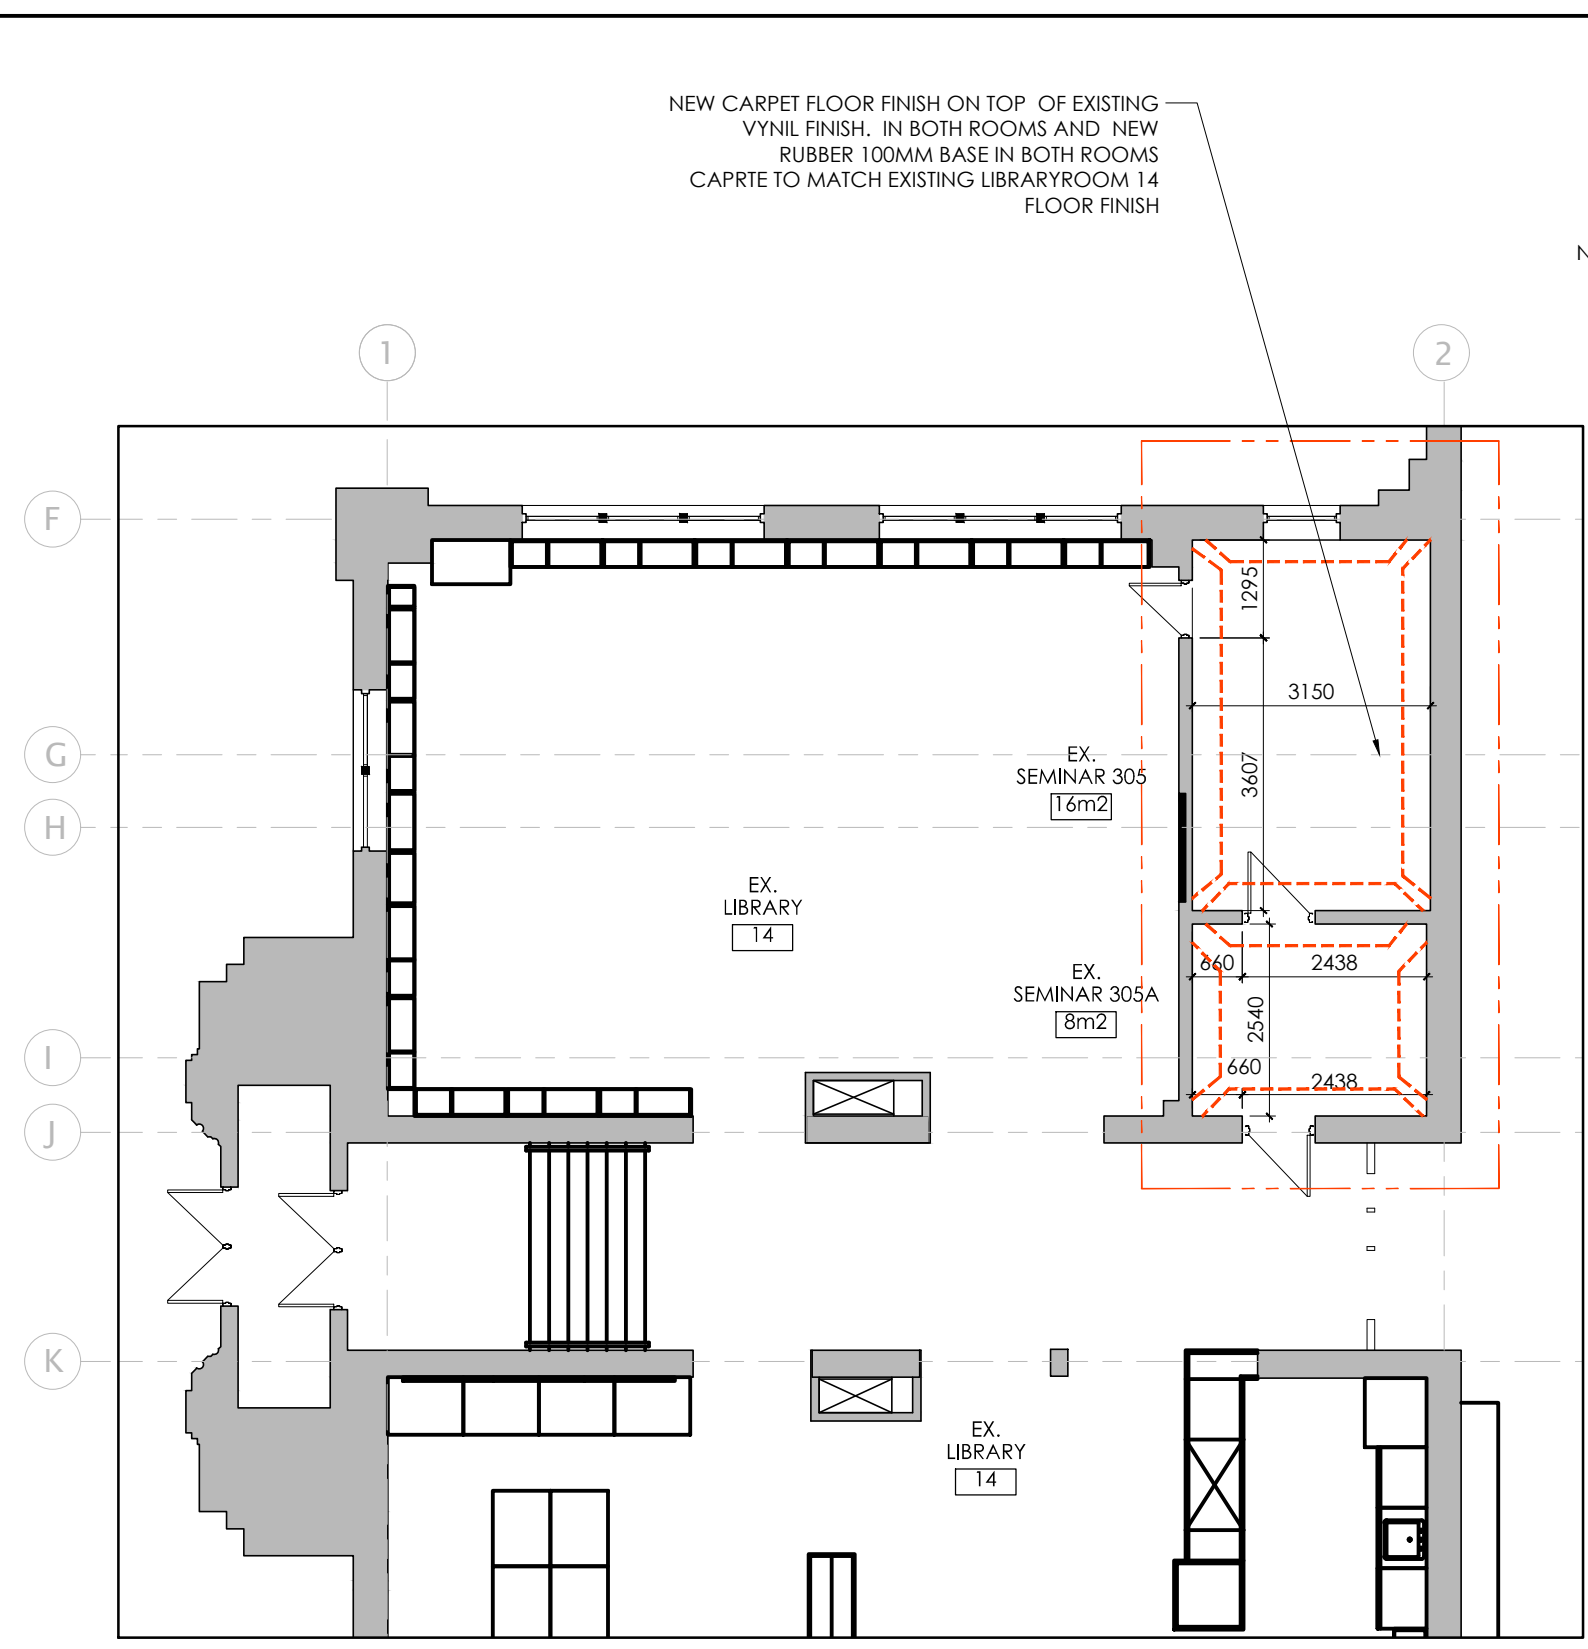 NEW CARPET FLOOR FINISH ON TOP OF EXISTING
VYNIL FINISH. IN BOTH ROOMS AND NEW
RUBBER 100MM BASE IN BOTH ROOMS
CAPRTE TO MATCH EXISTING LIBRARYROOM 14
FLOOR FINISH
N
1
2
F
1295
3150
G
EX.
SEMINAR 305
16m2
3607
H
EX.
LIBRARY
14
660
2438
EX.
SEMINAR 305A
8m2
2540
I
660
2438
J
K
EX.
LIBRARY
14